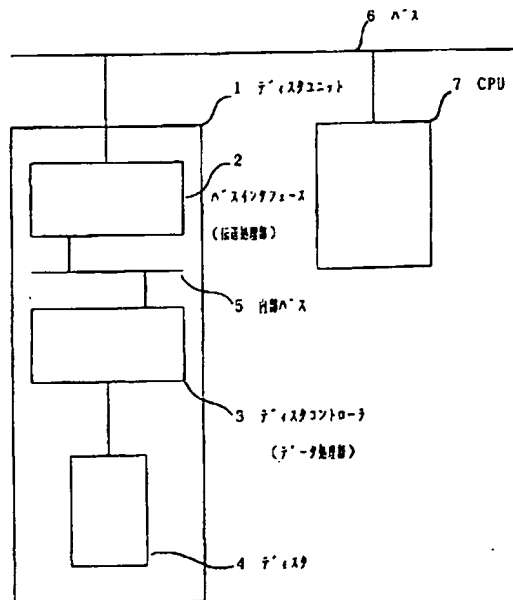 6 バス
1 ディスクユニット
7 CPU
2
バスインタフェース
(伝送処理部)
5 内部バス
3 ディスクコントローラ
(データ処理部)
4 ディスク